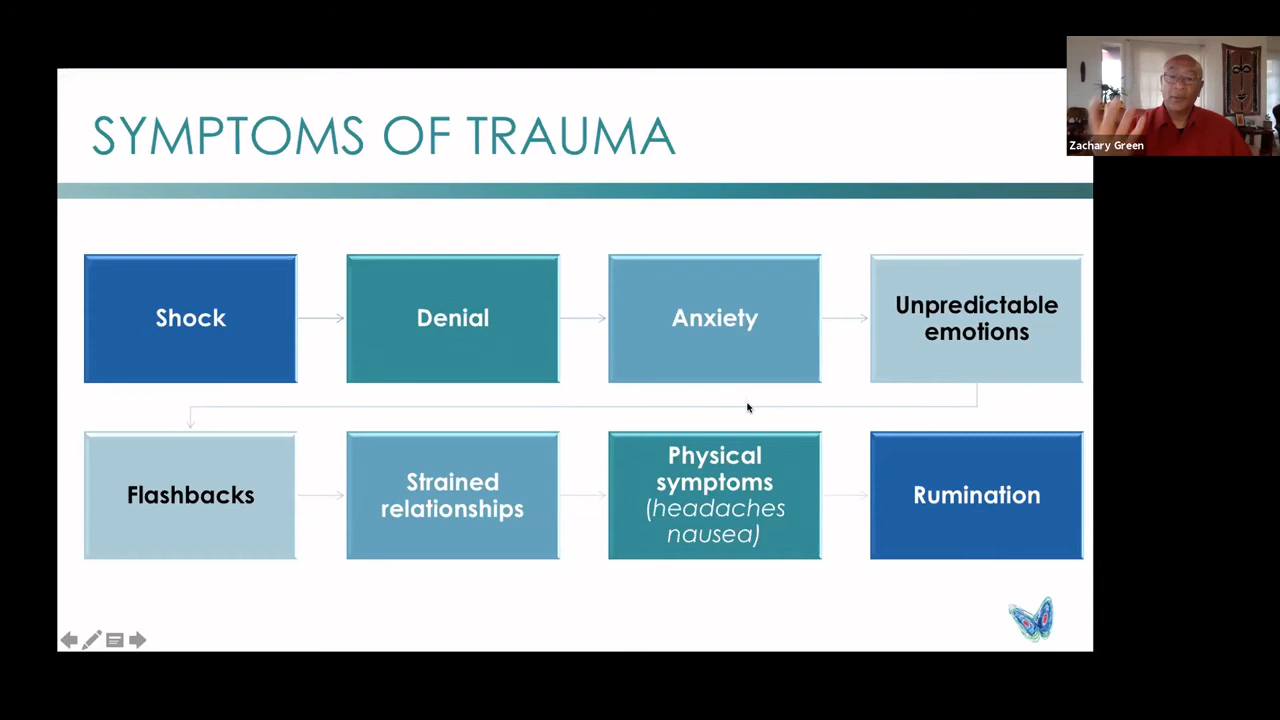 SYMPTOMS OF TRAUMA
Zachary Green
Shock
Denial
Anxiety
Unpredictable
emotions
Flashbacks
Strained
relationships
Physical
symptoms
(headaches
nausea)
Rumination